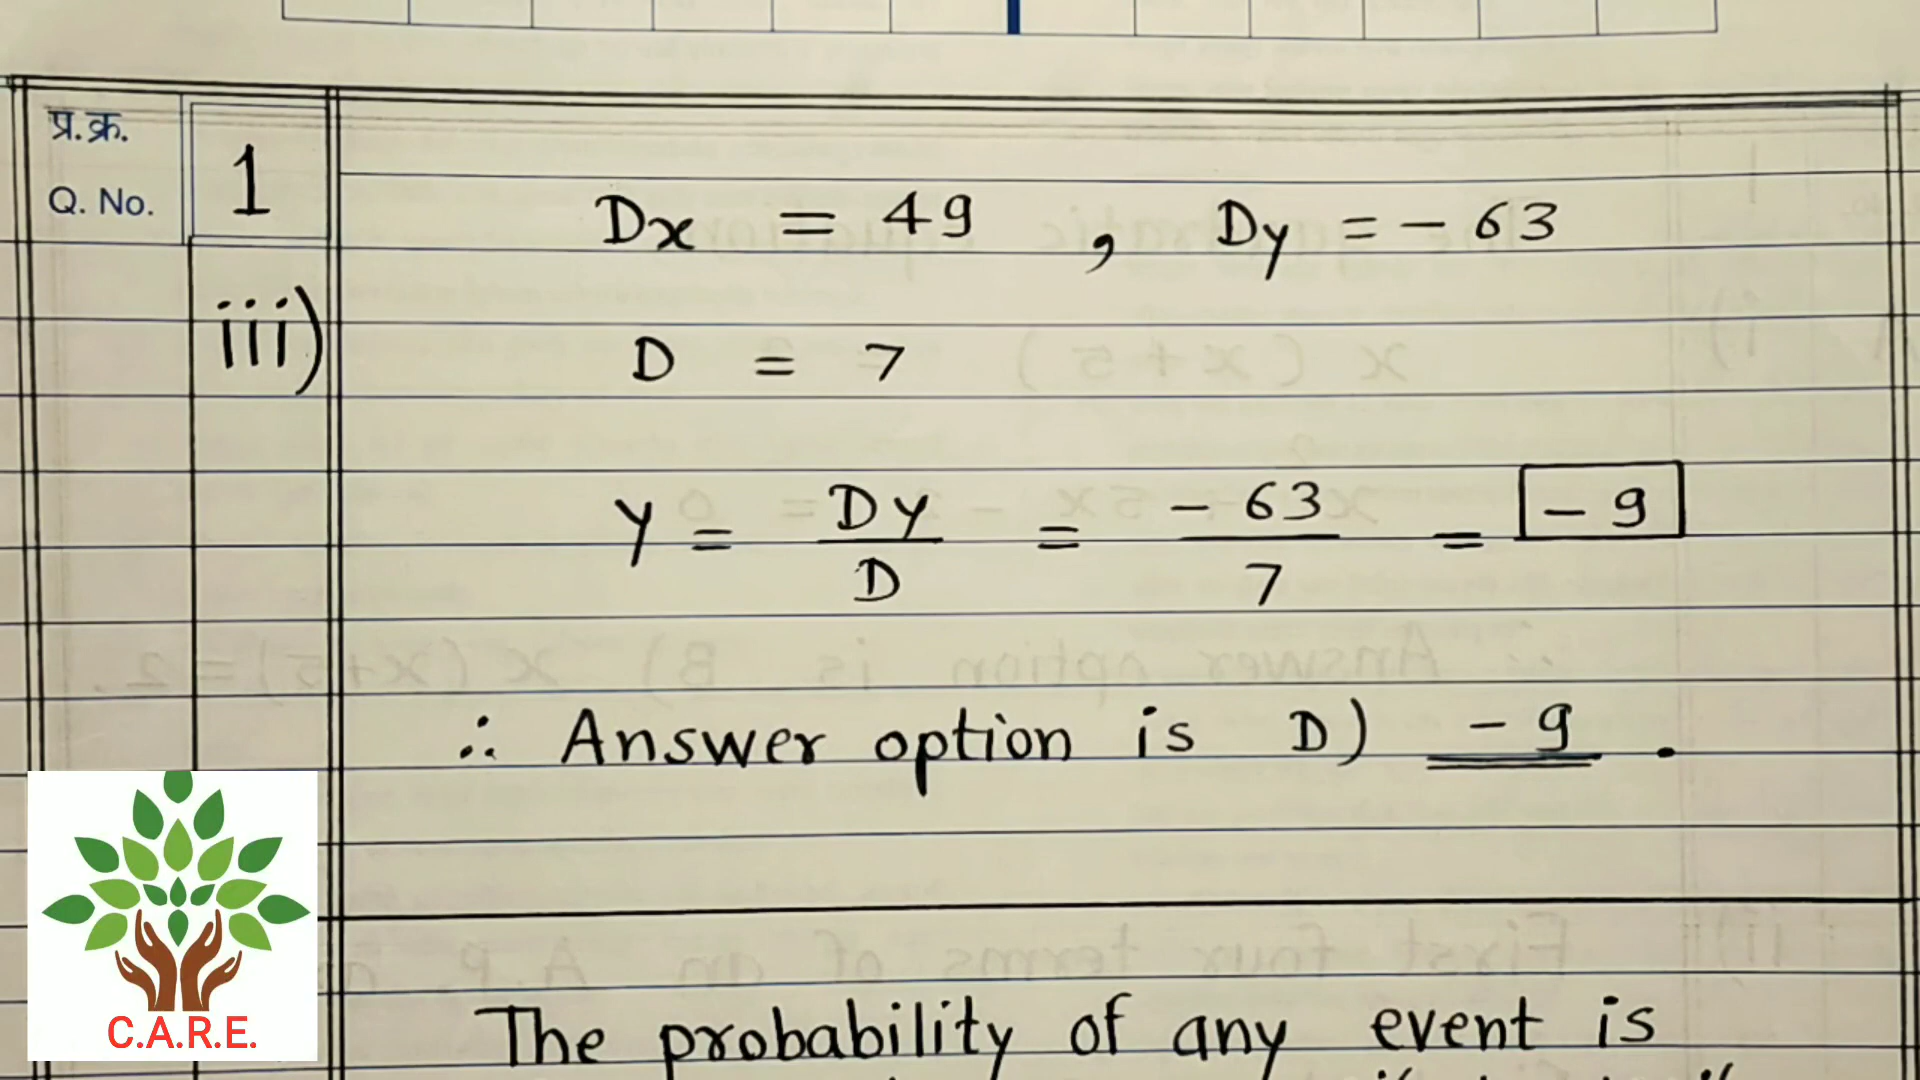 प्र.क्र.
Q. No.
1
Dx = 49 , Dy = - 63
iii)
D = 7
y = Dy / D = - 63 / 7 = - 9
∴ Answer option is D) - 9 .
The probability of any event is
C.A.R.E.